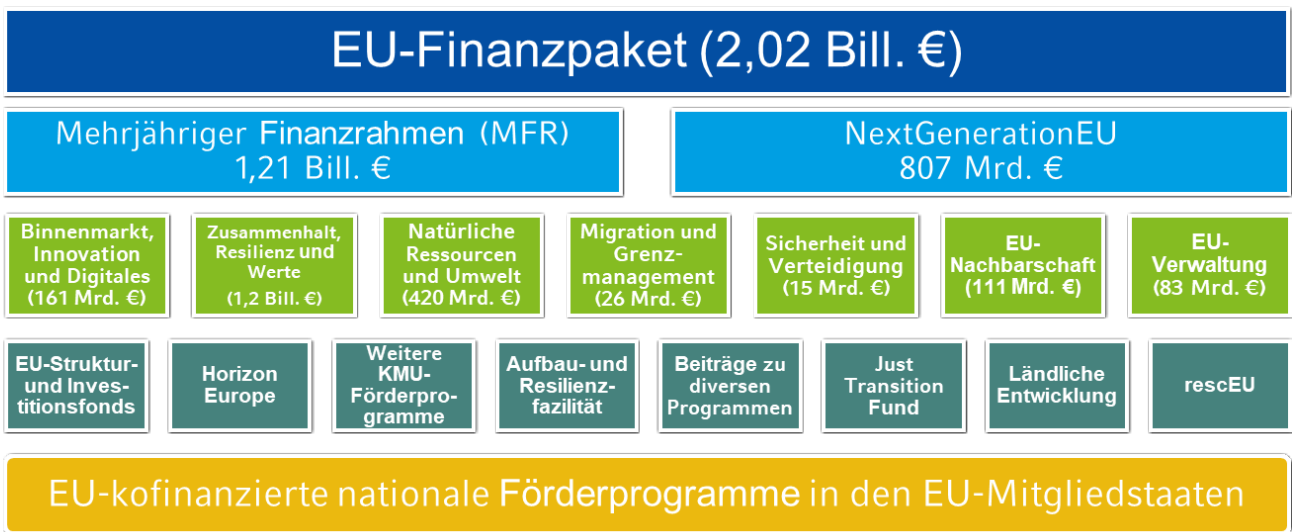 EU-Finanzpaket (2,02 Bill. €)
Mehrjähriger Finanzrahmen (MFR)
1,21 Bill. €
NextGenerationEU
807 Mrd. €
Binnenmarkt,
Innovation
und Digitales
(161 Mrd. €)
Zusammenhalt,
Resilienz und
Werte
(1,2 Bill. €)
Natürliche
Ressourcen
und Umwelt
(420 Mrd. €)
Migration und
Grenz-
management
(26 Mrd. €)
Sicherheit und
Verteidigung
(15 Mrd. €)
EU-
Nachbarschaft
(111 Mrd. €)
EU-
Verwaltung
(83 Mrd. €)
EU-Struktur-
und Inves-
titionsfonds
Horizon
Europe
Weitere
KMU-
Förderpro-
gramme
Aufbau- und
Resilienz-
fazilität
Beiträge zu
diversen
Programmen
Just
Transition
Fund
Ländliche
Entwicklung
rescEU
EU-kofinanzierte nationale Förderprogramme in den EU-Mitgliedstaaten